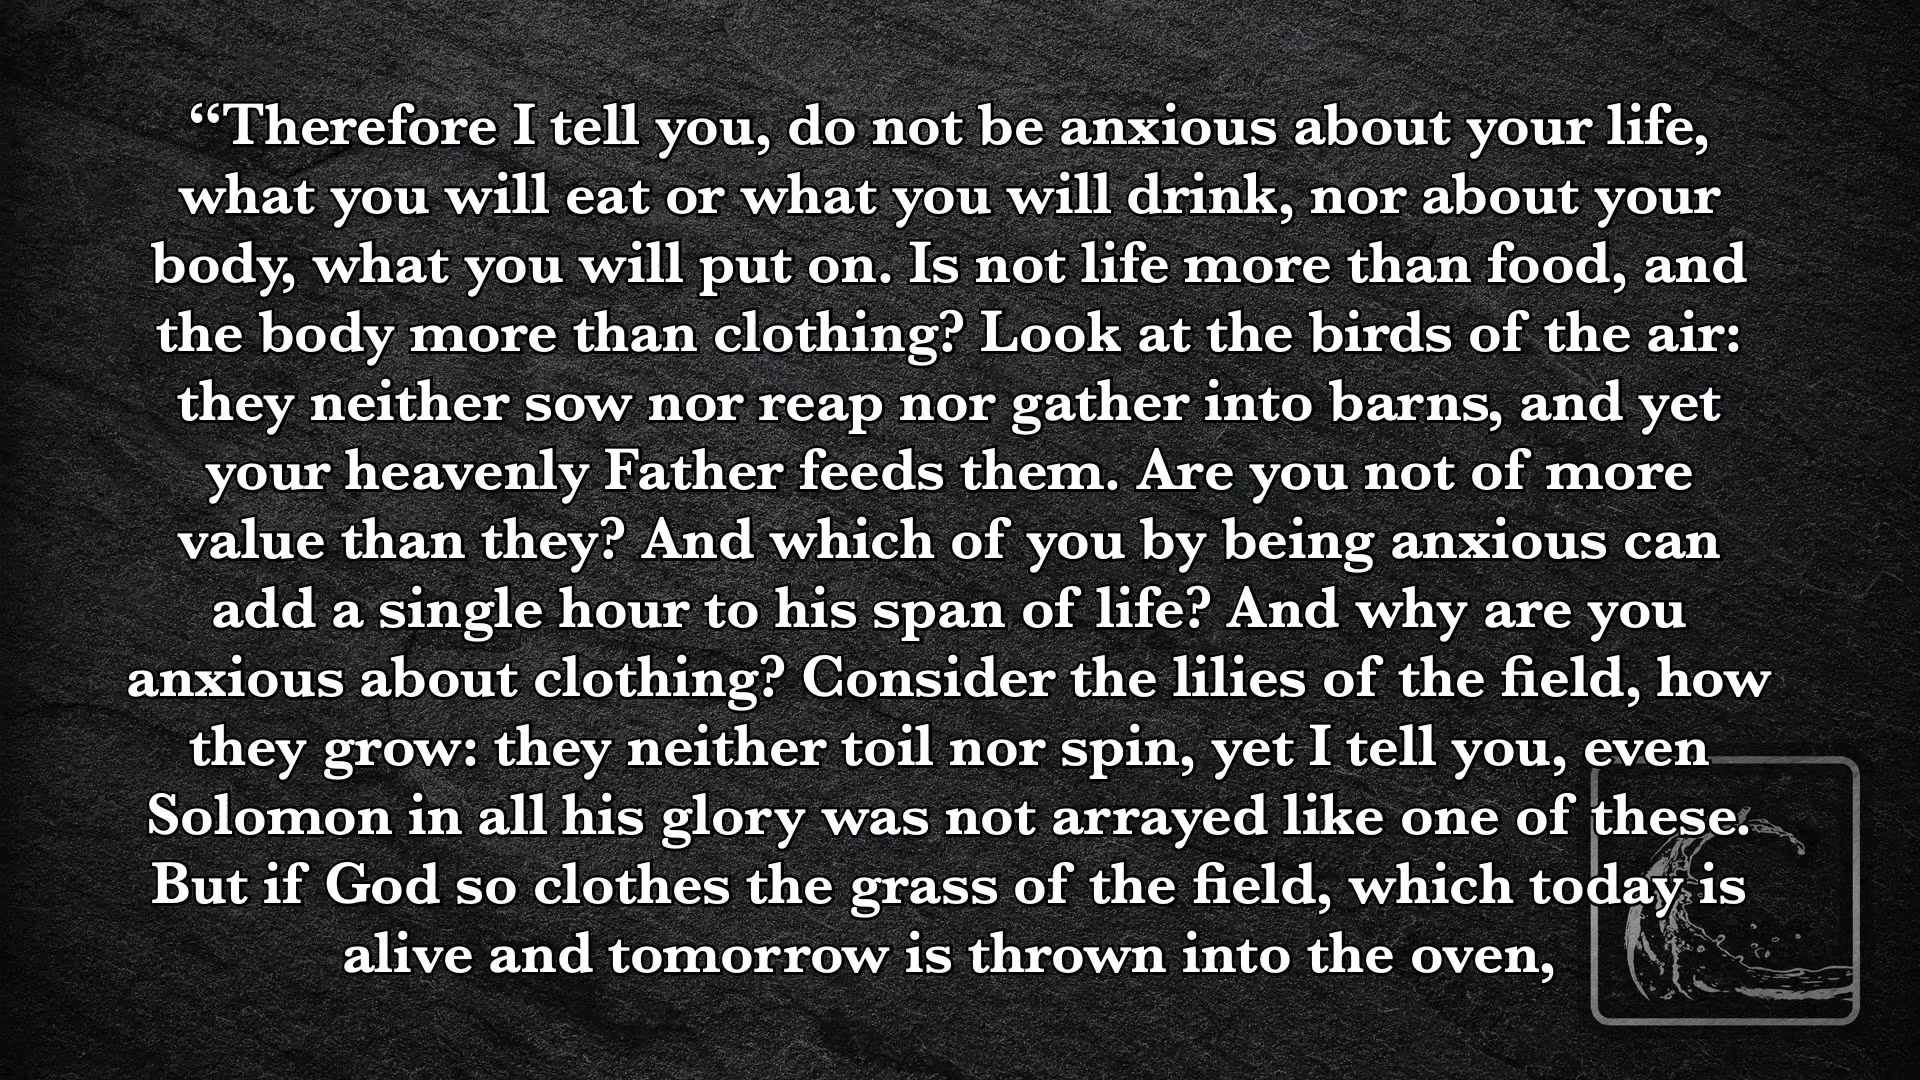 “Therefore I tell you, do not be anxious about your life,
what you will eat or what you will drink, nor about your
body, what you will put on. Is not life more than food, and
the body more than clothing? Look at the birds of the air:
they neither sow nor reap nor gather into barns, and yet
your heavenly Father feeds them. Are you not of more
value than they? And which of you by being anxious can
add a single hour to his span of life? And why are you
anxious about clothing? Consider the lilies of the field, how
they grow: they neither toil nor spin, yet I tell you, even
Solomon in all his glory was not arrayed like one of these.
But if God so clothes the grass of the field, which today is
alive and tomorrow is thrown into the oven,